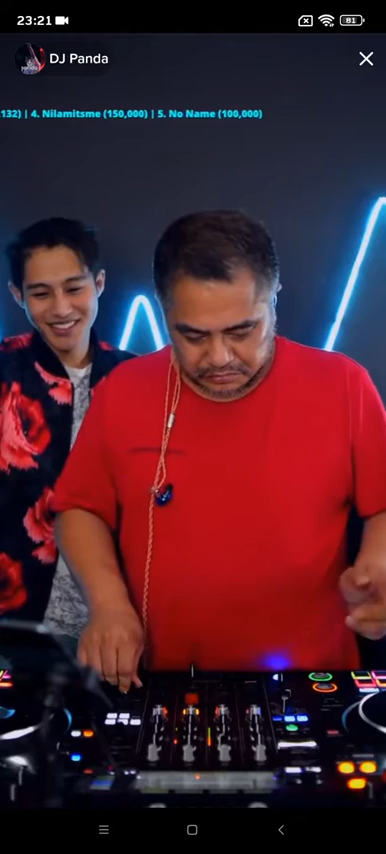 23:21
81
DJ Panda
132) | 4. Nilamitsme (150,000) | 5. No Name (100,000)